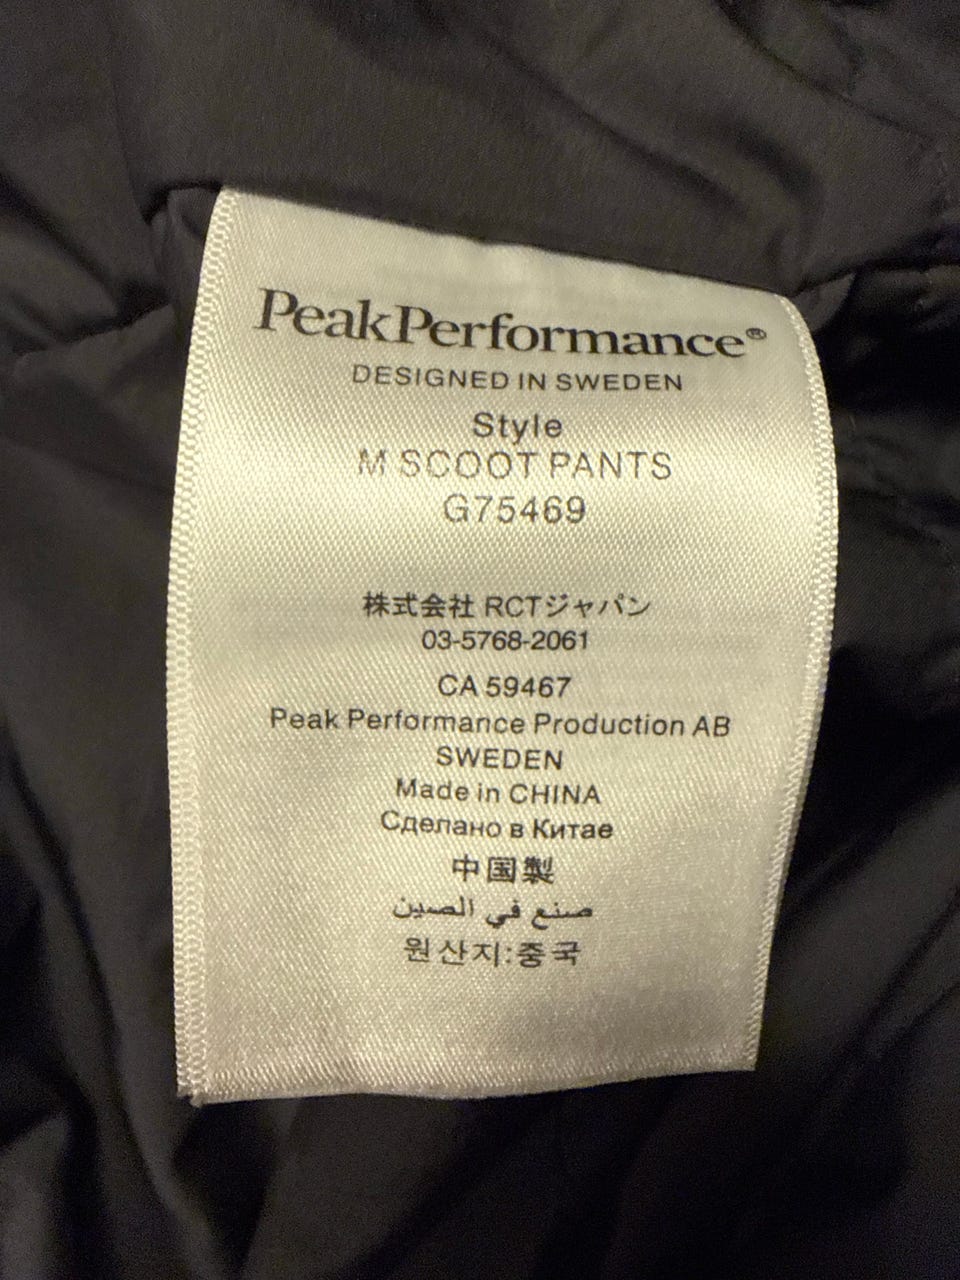 PeakPerformance®
DESIGNED IN SWEDEN
Style
M SCOOT PANTS
G75469
株式会社 RCTジャパン
03-5768-2061
CA 59467
Peak Performance Production AB
SWEDEN
Made in CHINA
Сделано в Китае
中国製
صنع في الصين
원산지:중국